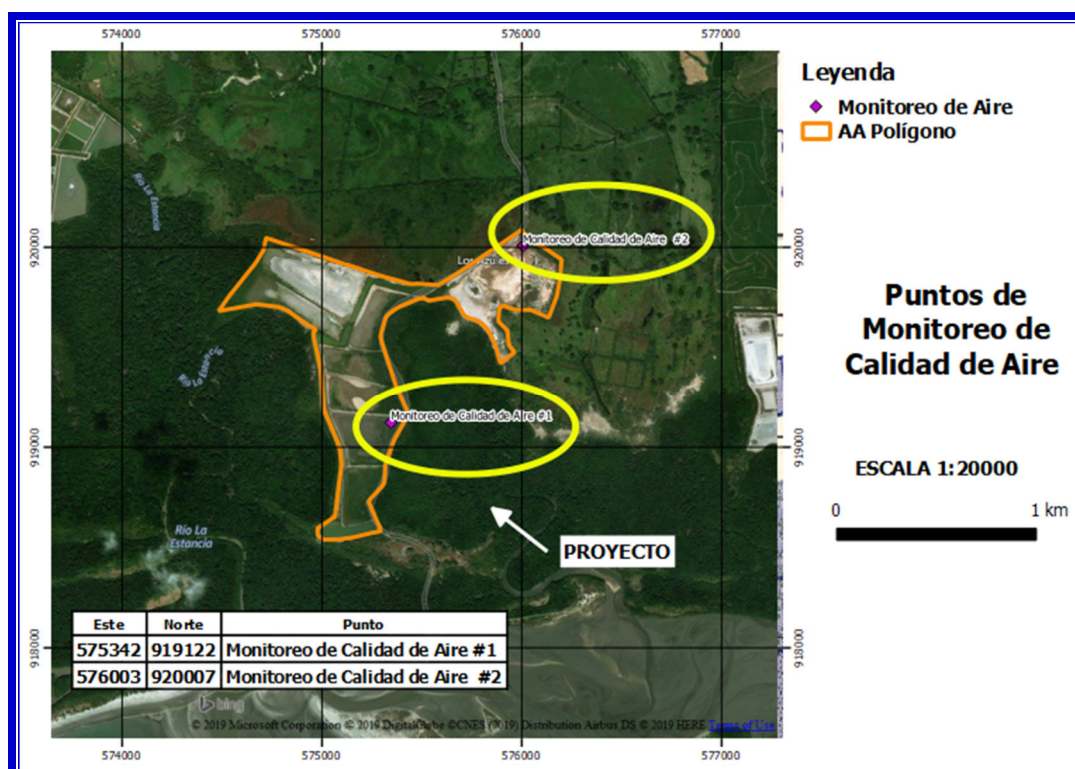 574000 575000 576000 577000
Leyenda
Monitoreo de Aire
AA Polígono
Río La
Estancia
920000
920000
Monitoreo de Calidad de Aire #2
Puntos de
Monitoreo de
Calidad de Aire
Río La Estancia
Monitoreo de Calidad de Aire #1
919000
919000
ESCALA 1:20000
0 1 km
Río La
Estancia
PROYECTO
Este Norte Punto
575342 919122 Monitoreo de Calidad de Aire #1
576003 920007 Monitoreo de Calidad de Aire #2
918000
918000
bing
© 2019 Microsoft Corporation © 2019 DigitalGlobe ©CNES (2019) Distribution Airbus DS © 2019 HERE Terms of Use
574000 575000 576000 577000